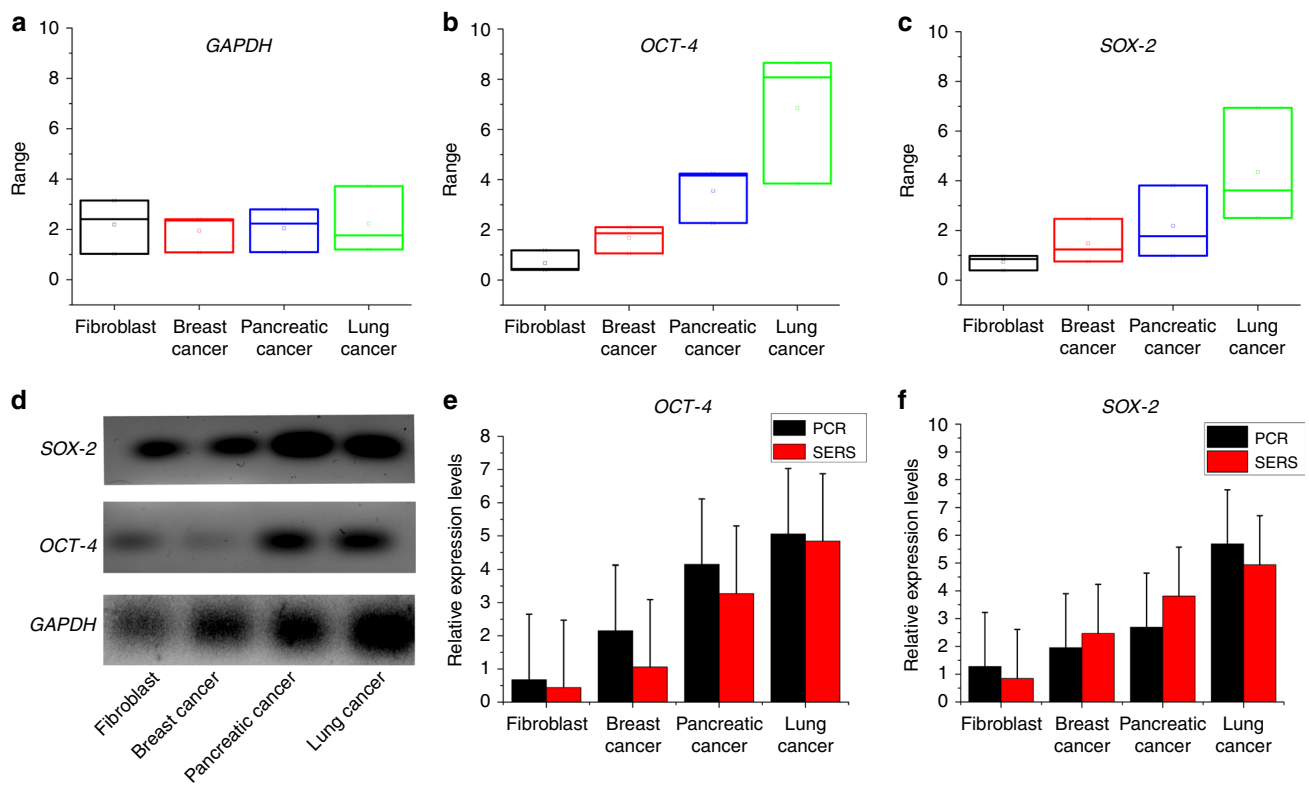 a
GAPDH
10
8
6
4
2
0
Range
Fibroblast
Breast
cancer
Pancreatic
cancer
Lung
cancer
b
OCT-4
10
8
6
4
2
0
Range
Fibroblast
Breast
cancer
Pancreatic
cancer
Lung
cancer
c
SOX-2
10
8
6
4
2
0
Range
Fibroblast
Breast
cancer
Pancreatic
cancer
Lung
cancer
d
SOX-2
OCT-4
GAPDH
Fibroblast
Breast cancer
Pancreatic cancer
Lung cancer
e
OCT-4
PCR
SERS
8
7
6
5
4
3
2
1
0
Relative expression levels
Fibroblast
Breast
cancer
Pancreatic
cancer
Lung
cancer
f
SOX-2
PCR
SERS
10
9
8
7
6
5
4
3
2
1
0
Relative expression levels
Fibroblast
Breast
cancer
Pancreatic
cancer
Lung
cancer